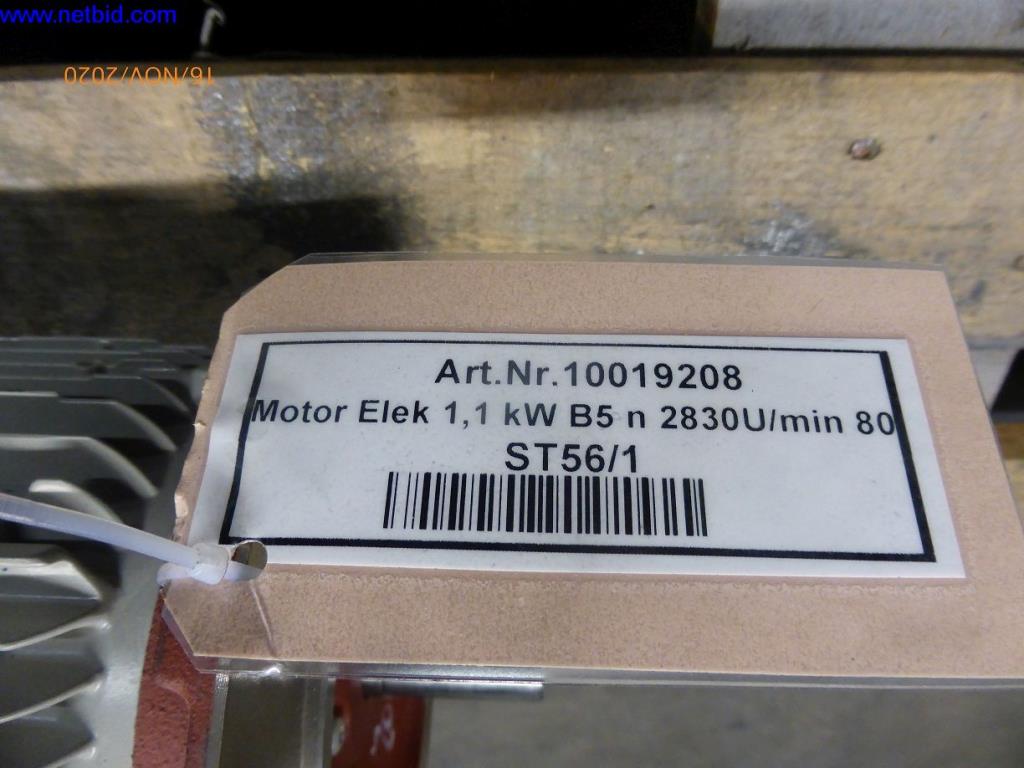 www.netbid.com
16/NOV/2020
Art.Nr.10019208
Motor Elek 1,1 kW B5 n 2830U/min 80
ST56/1